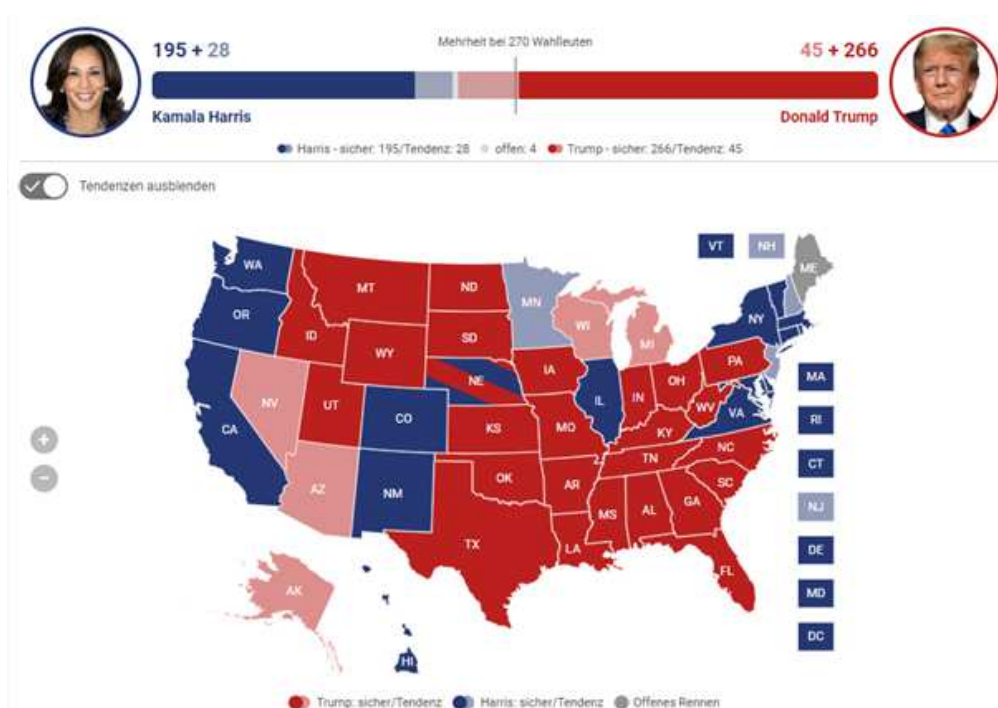 195 + 28
Mehrheit bei 270 Wahlleuten
45 + 266
Kamala Harris
Donald Trump
Harris - sicher: 195/Tendenz: 28 offen: 4 Trump - sicher: 266/Tendenz: 45
Tendenzen ausblenden
VT NH
ME
WA
MT
ND
MN
OR
ID
SD
WI
MI
NY
WY
IA
PA
NE
NV
UT
CO
IL
IN
OH
WV
VA
MA
CA
KS
MO
KY
RI
TN
NC
AZ
NM
OK
AR
SC
CT
MS
AL
GA
NJ
TX
LA
DE
FL
AK
MD
HI
DC
+
−
Trump: sicher/Tendenz Harris: sicher/Tendenz Offenes Rennen